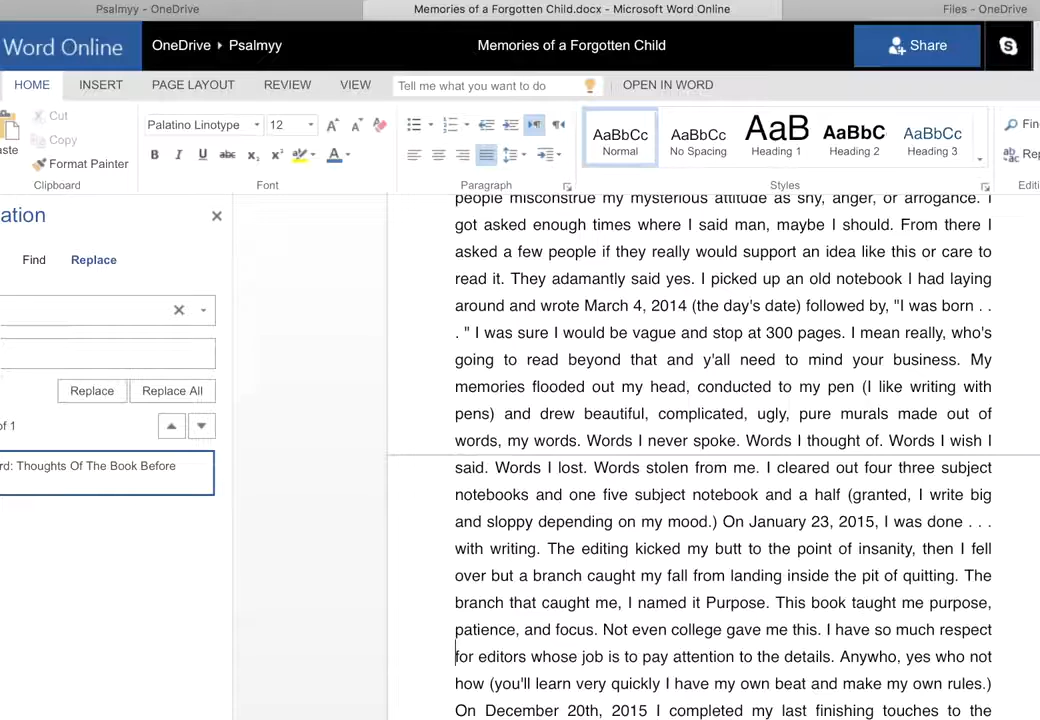 Psalmyy - OneDrive
Memories of a Forgotten Child.docx - Microsoft Word Online
Files - OneDrive
Word Online
OneDrive ▸ Psalmyy
Memories of a Forgotten Child
Share
HOME
INSERT
PAGE LAYOUT
REVIEW
VIEW
Tell me what you want to do
OPEN IN WORD
aste
Cut
Copy
Format Painter
Clipboard
Palatino Linotype
12
B I U abc x₂ x²
Font
Paragraph
AaBbCc
Normal
AaBbCc
No Spacing
AaB
Heading 1
AaBbC
Heading 2
AaBbCc
Heading 3
Styles
Fin
Rep
Editi
ation
Find
Replace
Replace
Replace All
of 1
rd: Thoughts Of The Book Before
people misconstrue my mysterious attitude as shy, anger, or arrogance. I
got asked enough times where I said man, maybe I should. From there I
asked a few people if they really would support an idea like this or care to
read it. They adamantly said yes. I picked up an old notebook I had laying
around and wrote March 4, 2014 (the day's date) followed by, "I was born . .
. " I was sure I would be vague and stop at 300 pages. I mean really, who's
going to read beyond that and y'all need to mind your business. My
memories flooded out my head, conducted to my pen (I like writing with
pens) and drew beautiful, complicated, ugly, pure murals made out of
words, my words. Words I never spoke. Words I thought of. Words I wish I
said. Words I lost. Words stolen from me. I cleared out four three subject
notebooks and one five subject notebook and a half (granted, I write big
and sloppy depending on my mood.) On January 23, 2015, I was done . . .
with writing. The editing kicked my butt to the point of insanity, then I fell
over but a branch caught my fall from landing inside the pit of quitting. The
branch that caught me, I named it Purpose. This book taught me purpose,
patience, and focus. Not even college gave me this. I have so much respect
for editors whose job is to pay attention to the details. Anywho, yes who not
how (you'll learn very quickly I have my own beat and make my own rules.)
On December 20th, 2015 I completed my last finishing touches to the